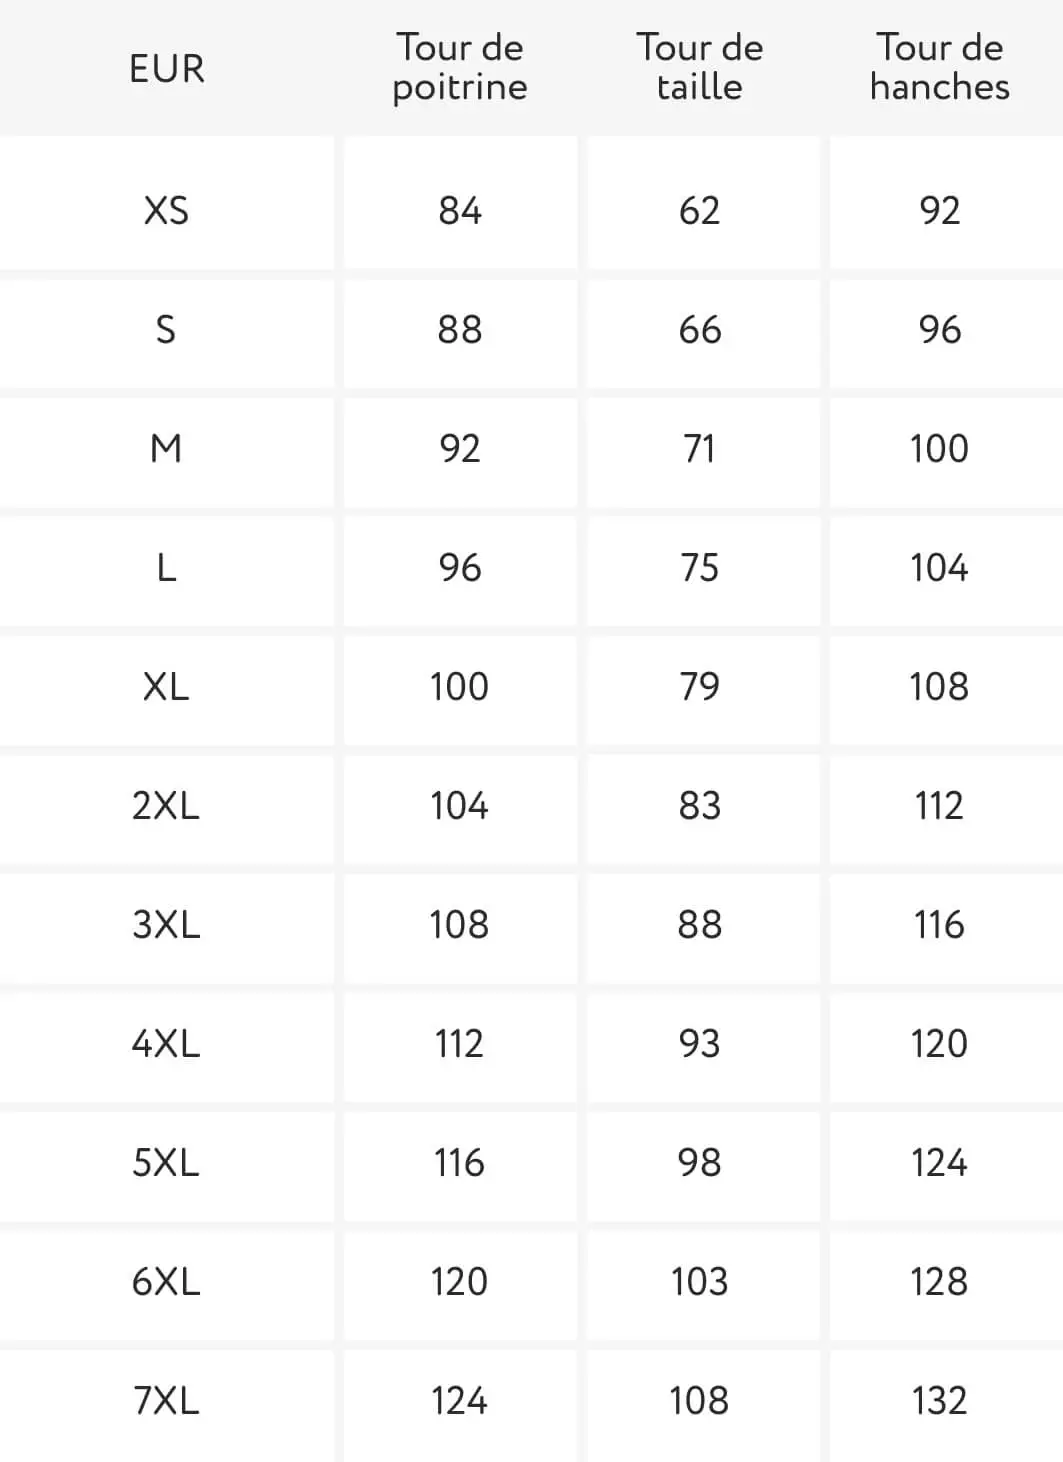 EUR
Tour de
poitrine
Tour de
taille
Tour de
hanches
XS 84 62 92
S 88 66 96
M 92 71 100
L 96 75 104
XL 100 79 108
2XL 104 83 112
3XL 108 88 116
4XL 112 93 120
5XL 116 98 124
6XL 120 103 128
7XL 124 108 132